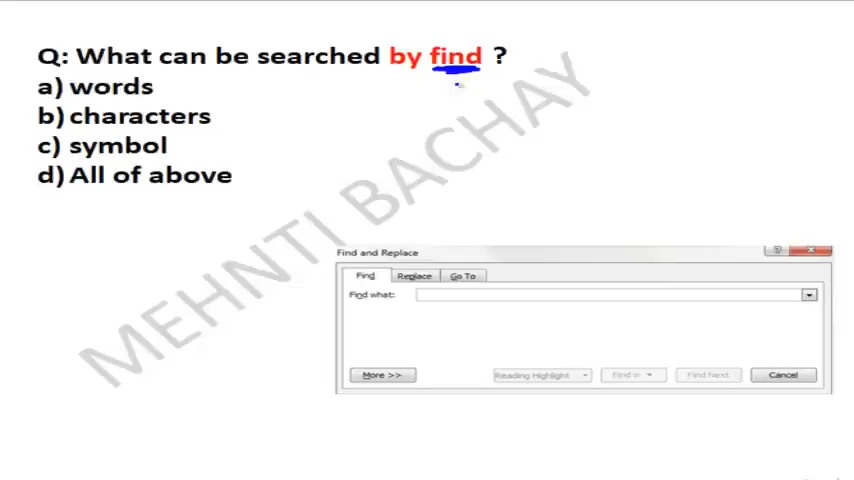 Q: What can be searched by find ?
a) words
b) characters
c) symbol
d) All of above
MEHNTI BACHAY
Find and Replace
Find Replace Go To
Find what:
More >> Reading Highlight Find in Find Next Cancel